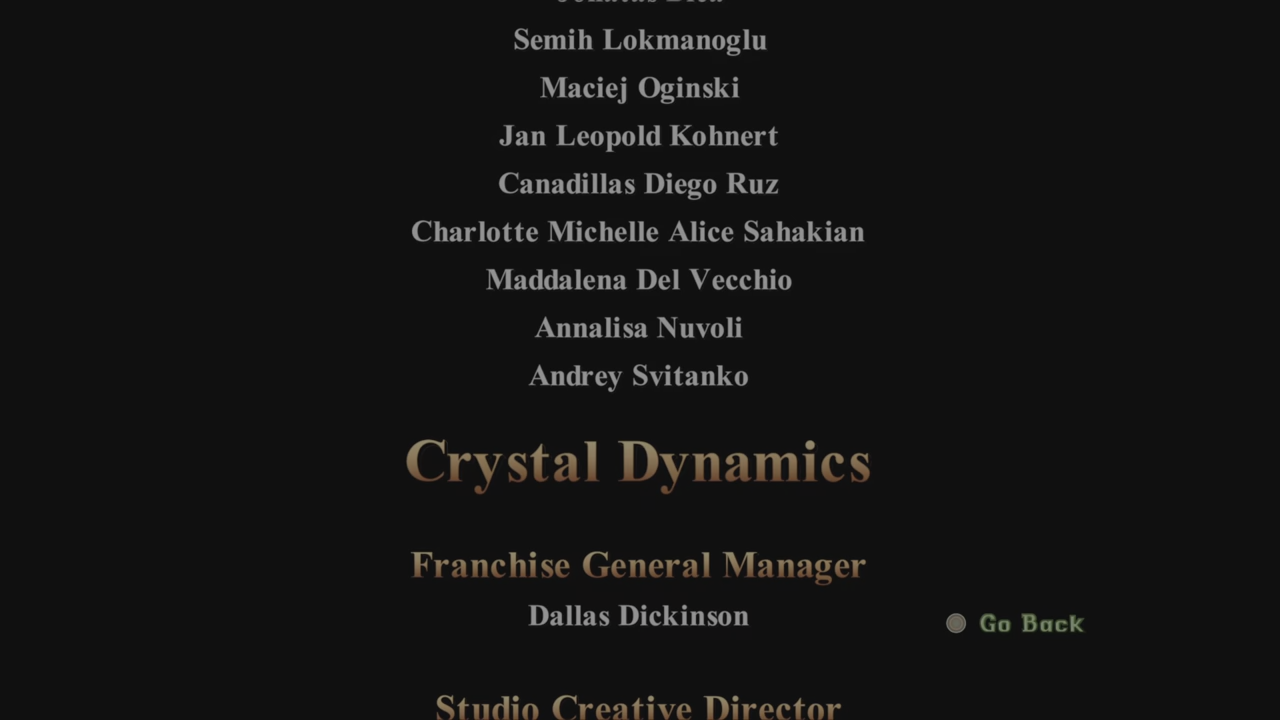 Semih Lokmanoglu
Maciej Oginski
Jan Leopold Kohnert
Canadillas Diego Ruz
Charlotte Michelle Alice Sahakian
Maddalena Del Vecchio
Annalisa Nuvoli
Andrey Svitanko
Crystal Dynamics
Franchise General Manager
Dallas Dickinson
Go Back
Studio Creative Director